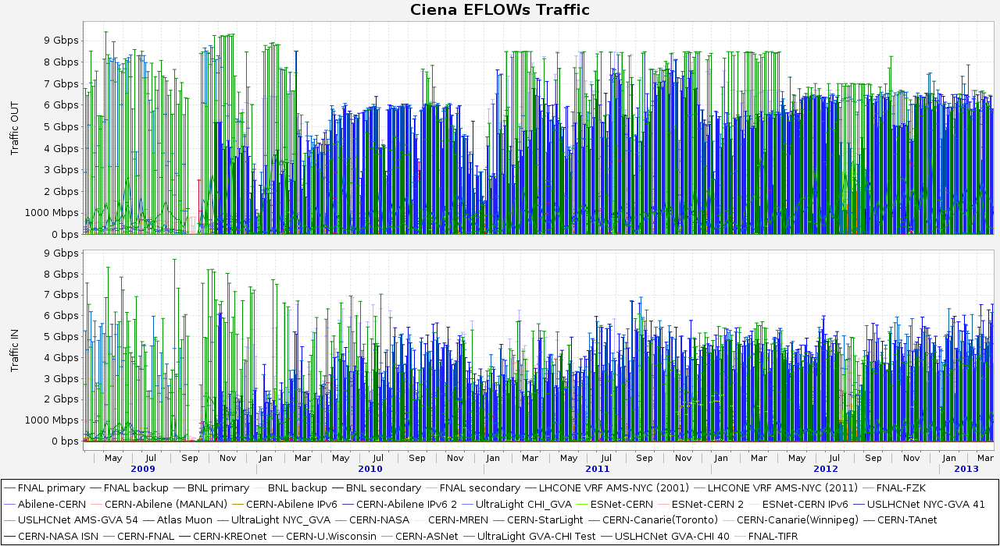 Ciena EFLOWs Traffic
Traffic OUT
9 Gbps
8 Gbps
7 Gbps
6 Gbps
5 Gbps
4 Gbps
3 Gbps
2 Gbps
1000 Mbps
0 bps
Traffic IN
9 Gbps
8 Gbps
7 Gbps
6 Gbps
5 Gbps
4 Gbps
3 Gbps
2 Gbps
1000 Mbps
0 bps
May Jul Sep Nov Jan Mar May Jul Sep Nov Jan Mar May Jul Sep Nov Jan Mar May Jul Sep Nov Jan Mar
2009 2010 2011 2012 2013
FNAL primary FNAL backup BNL primary BNL backup BNL secondary FNAL secondary LHCONE VRF AMS-NYC (2001) LHCONE VRF AMS-NYC (2011) FNAL-FZK
Abilene-CERN CERN-Abilene (MANLAN) CERN-Abilene IPv6 CERN-Abilene IPv6 2 UltraLight CHI_GVA ESNet-CERN ESNet-CERN 2 ESNet-CERN IPv6 USLHCNet NYC-GVA 41
USLHCNet AMS-GVA 54 Atlas Muon UltraLight NYC_GVA CERN-NASA CERN-MREN CERN-StarLight CERN-Canarie(Toronto) CERN-Canarie(Winnipeg) CERN-TAnet
CERN-NASA ISN CERN-FNAL CERN-KREOnet CERN-U.Wisconsin CERN-ASNet UltraLight GVA-CHI Test USLHCNet GVA-CHI 40 FNAL-TIFR